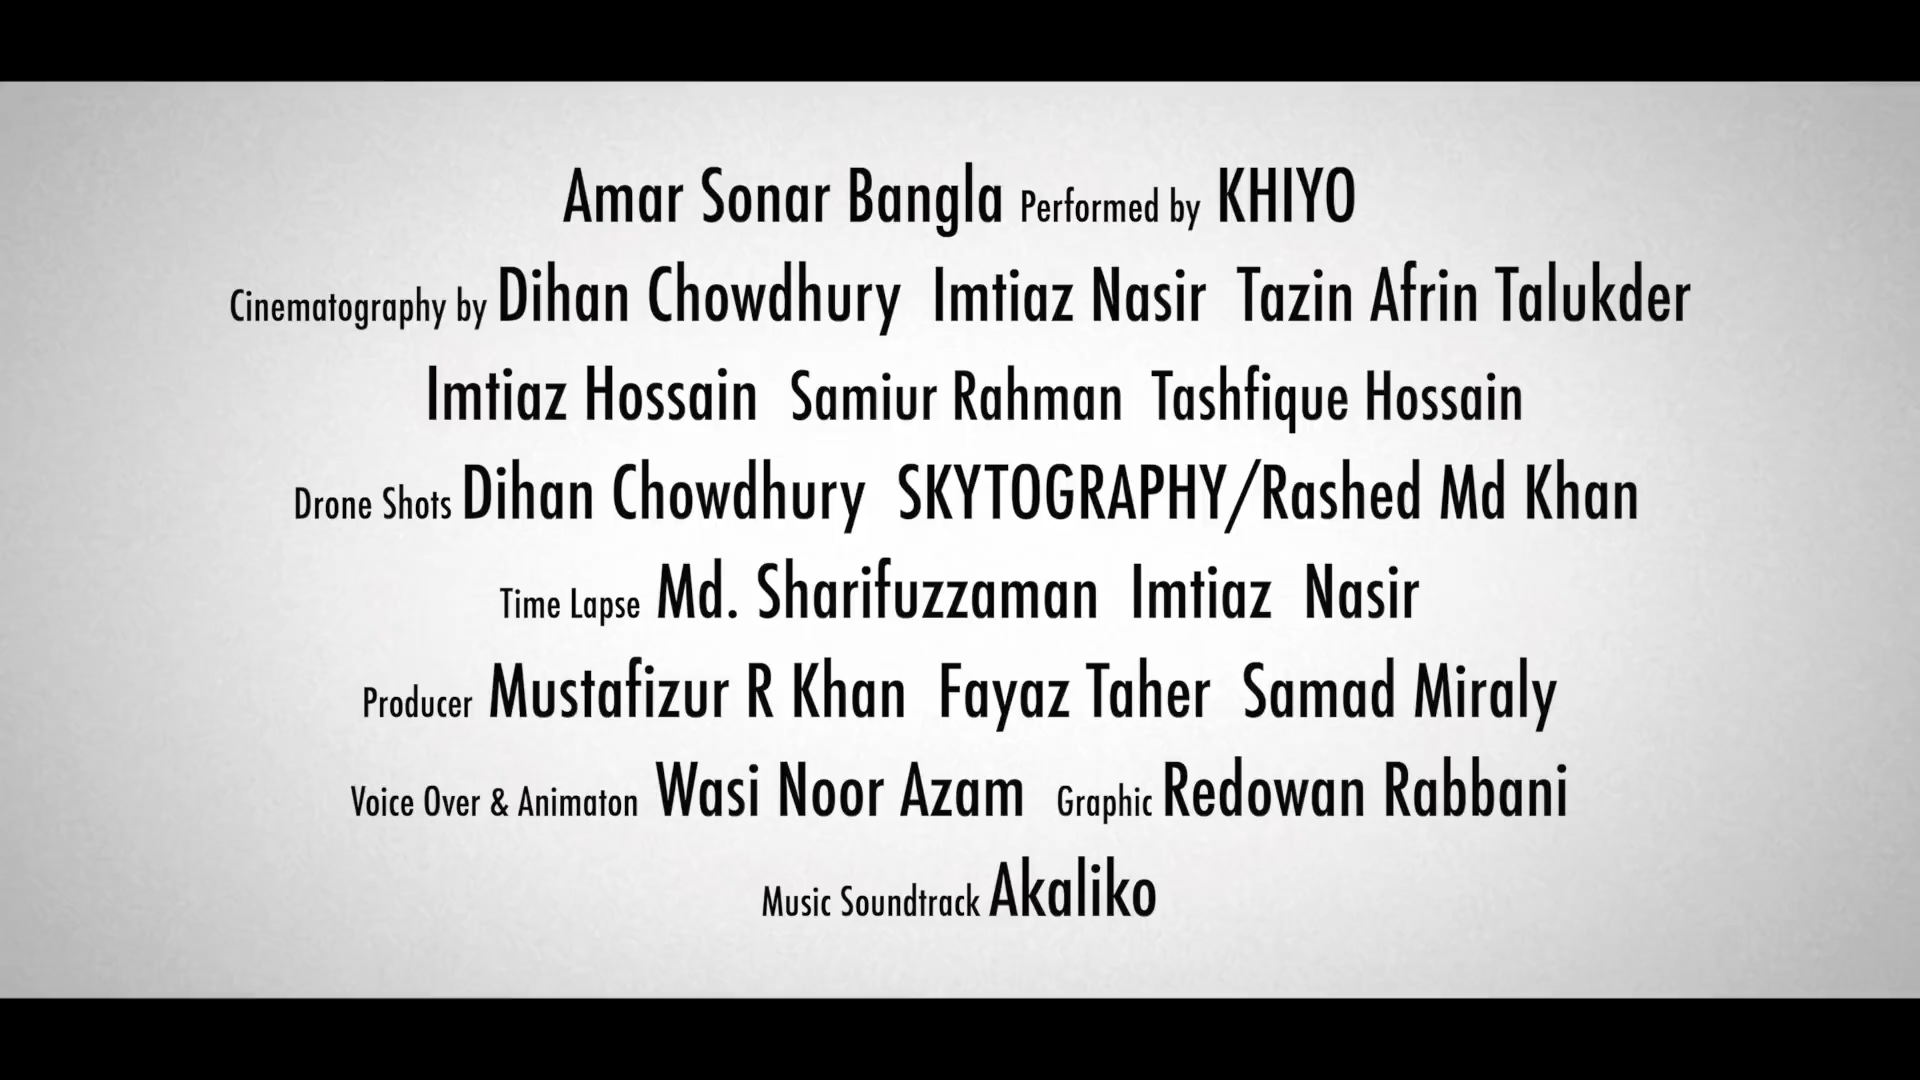 Amar Sonar Bangla Performed by KHIYO
Cinematography by Dihan Chowdhury Imtiaz Nasir Tazin Afrin Talukder
Imtiaz Hossain Samiur Rahman Tashfique Hossain
Drone Shots Dihan Chowdhury SKYTOGRAPHY/Rashed Md Khan
Time Lapse Md. Sharifuzzaman Imtiaz Nasir
Producer Mustafizur R Khan Fayaz Taher Samad Miraly
Voice Over & Animaton Wasi Noor Azam Graphic Redowan Rabbani
Music Soundtrack Akaliko